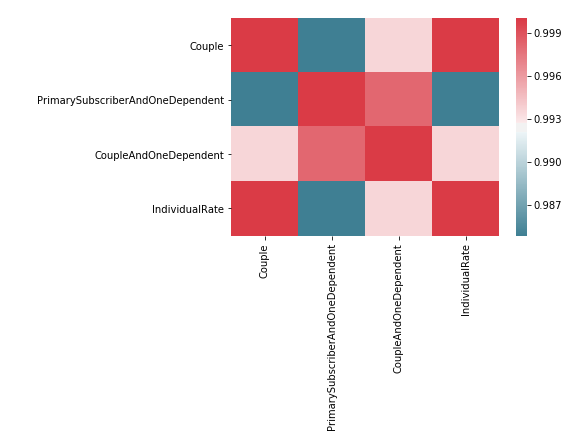 Couple
PrimarySubscriberAndOneDependent
CoupleAndOneDependent
IndividualRate
0.999
0.996
0.993
0.990
0.987
Couple
PrimarySubscriberAndOneDependent
CoupleAndOneDependent
IndividualRate